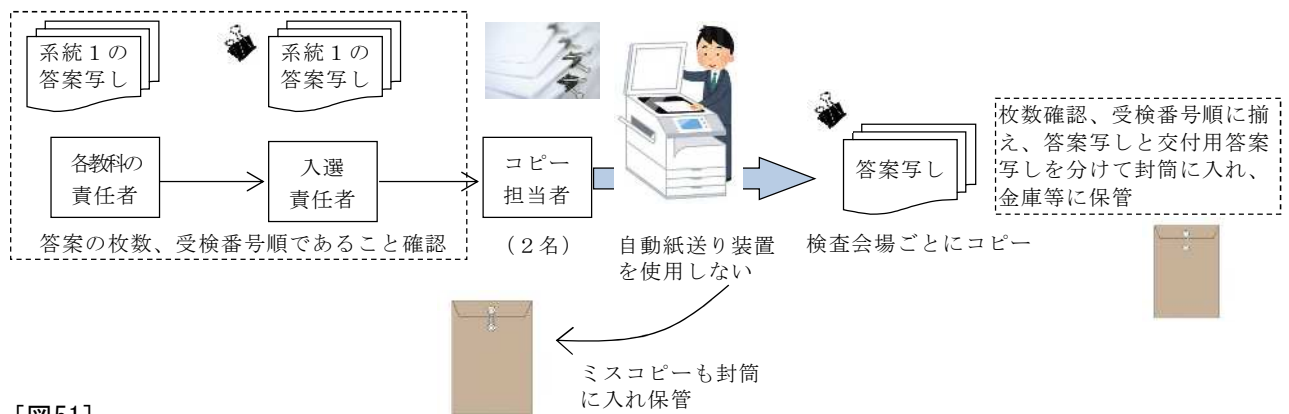 系統１の
答案写し
系統１の
答案写し
各教科の
責任者
入選
責任者
コピー
担当者
答案写し
枚数確認、受検番号順に揃
え、答案写しと交付用答案
写しを分けて封筒に入れ、
金庫等に保管
答案の枚数、受検番号順であること確認
（２名）
自動紙送り装置
を使用しない
検査会場ごとにコピー
ミスコピーも封筒
に入れ保管
［図51］